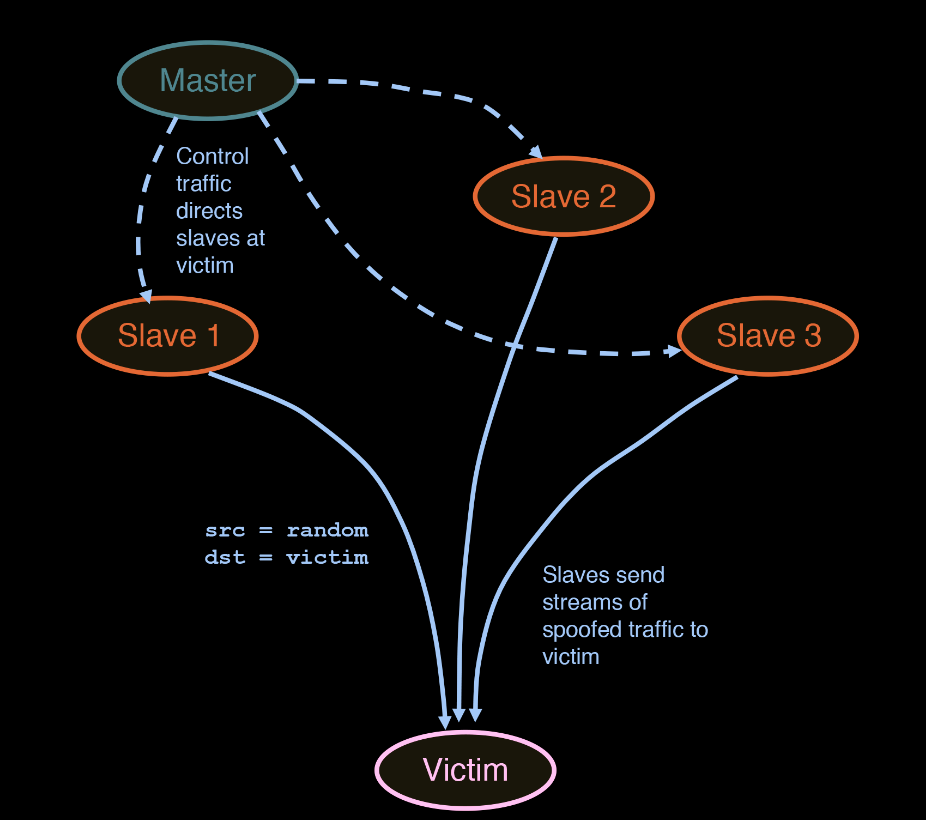 Master
Control
traffic
directs
slaves at
victim
Slave 2
Slave 1
Slave 3
src = random
dst = victim
Slaves send
streams of
spoofed traffic to
victim
Victim